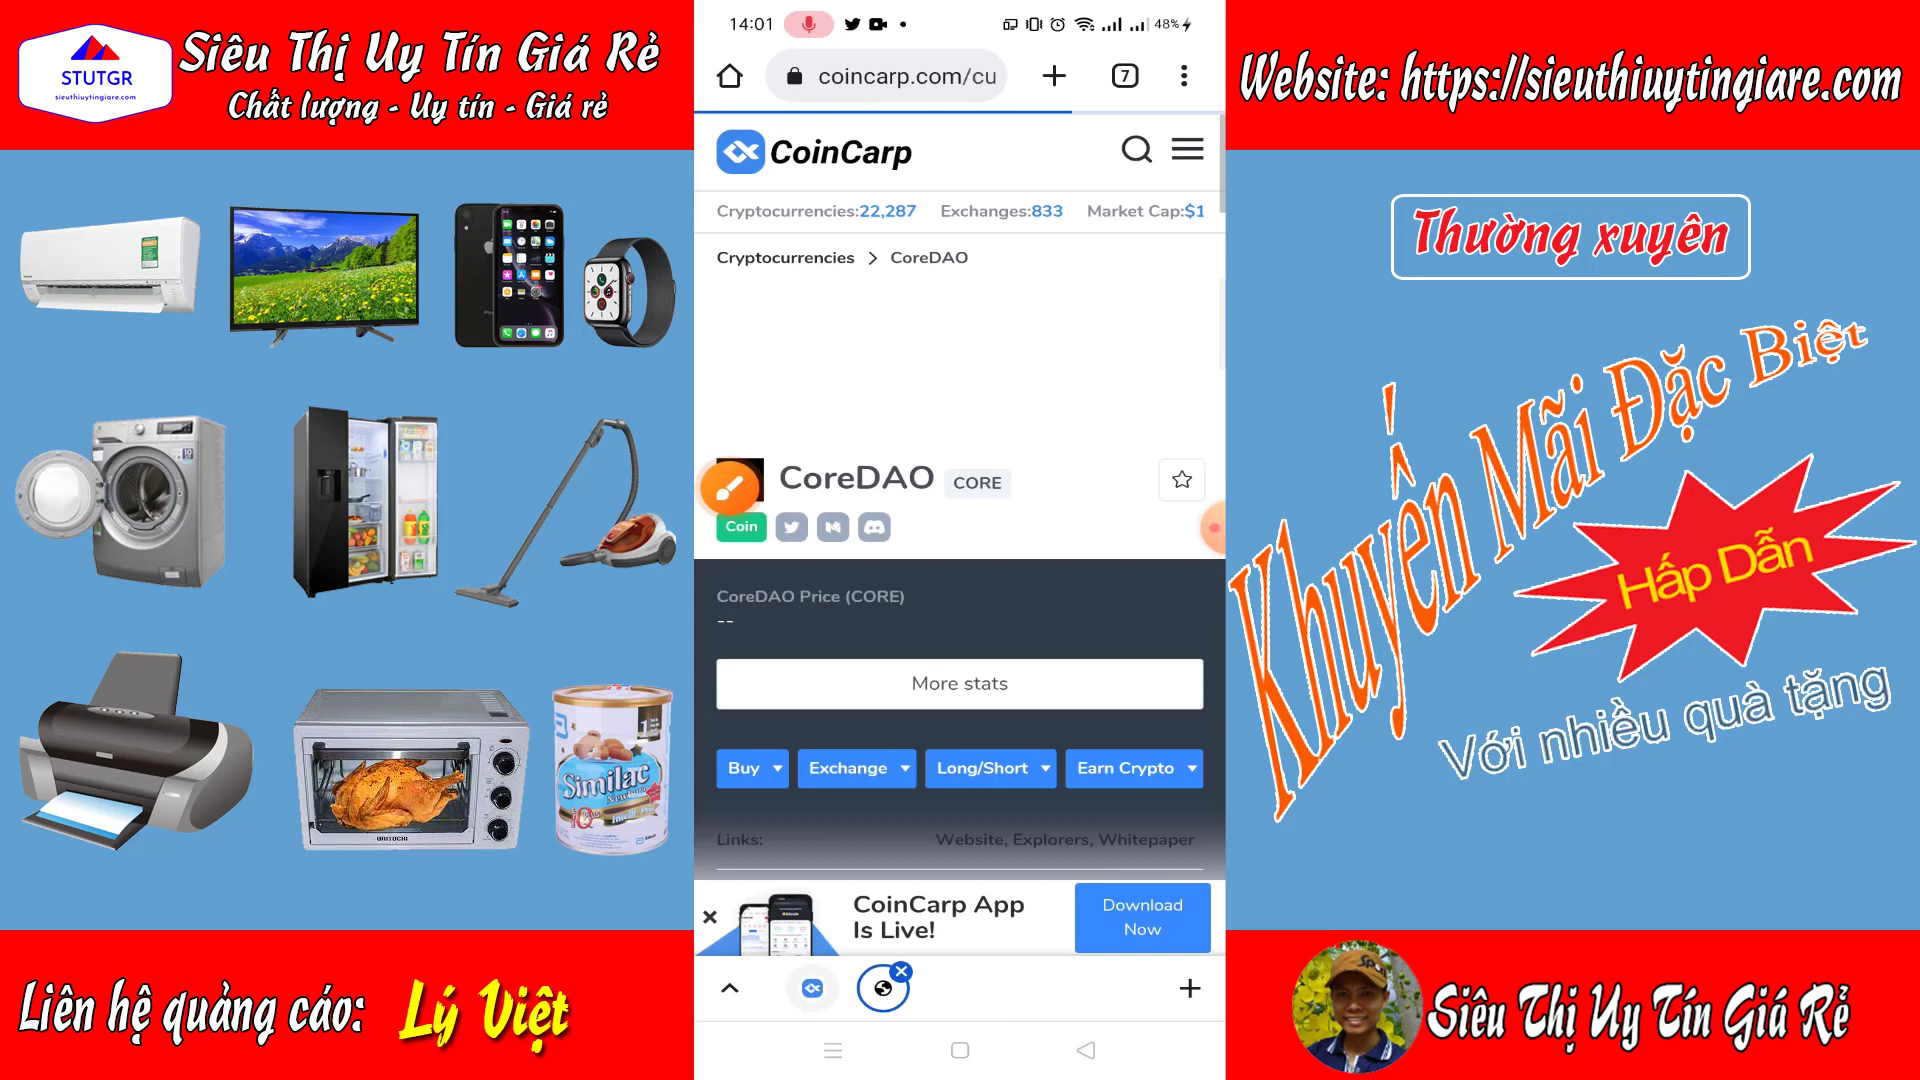 STUTGR
sieuthiuytingiare.com
Siêu Thị Uy Tín Giá Rẻ
Chất lượng - Uy tín - Giá rẻ
Similac
IQ
1
Liên hệ quảng cáo: Lý Việt
14:01
48%
coincarp.com/cu
7
CoinCarp
Cryptocurrencies:22,287 Exchanges:833 Market Cap:$1
Cryptocurrencies > CoreDAO
CoreDAO CORE
Coin
CoreDAO Price (CORE)
--
More stats
Buy Exchange Long/Short Earn Crypto
Links: Website, Explorers, Whitepaper
CoinCarp App
Is Live!
Download
Now
Website: https://sieuthiuytingiare.com
Thường xuyên
Khuyến Mãi Đặc Biệt
Hấp Dẫn
Với nhiều quà tặng
Siêu Thị Uy Tín Giá Rẻ